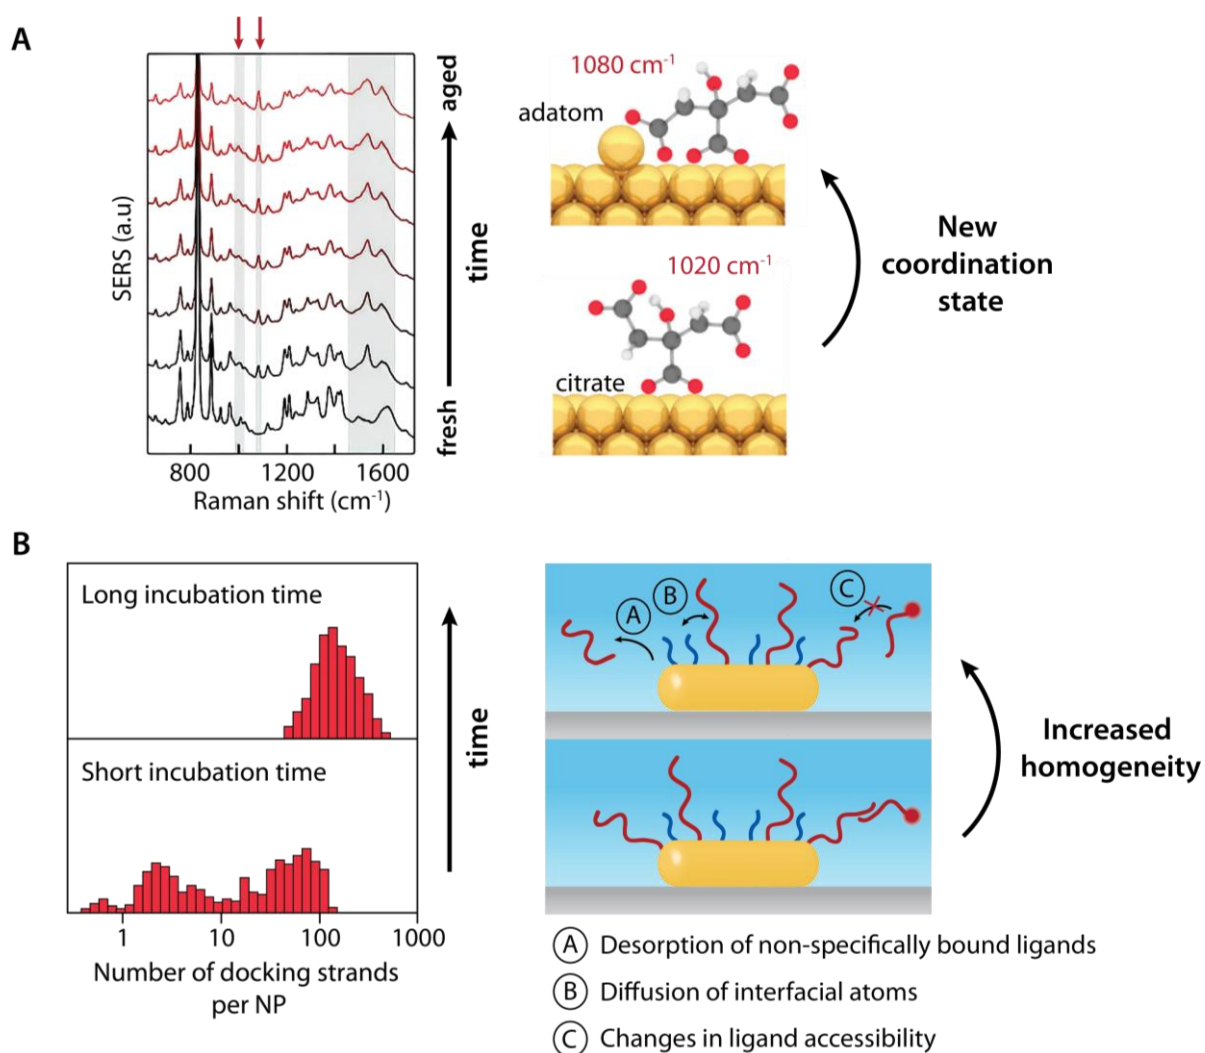 A
SERS (a.u)
800 1200 1600
Raman shift (cm-1)
fresh
time
aged
1080 cm-1
adatom
1020 cm-1
citrate
New
coordination
state
B
Long incubation time
Short incubation time
1 10 100 1000
Number of docking strands
per NP
time
A
B
C
Increased
homogeneity
A Desorption of non-specifically bound ligands
B Diffusion of interfacial atoms
C Changes in ligand accessibility